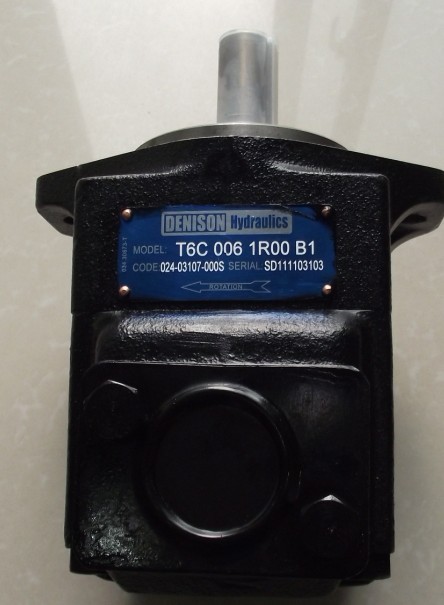 DENISON Hydraulics
MODEL: T6C 006 1R00 B1
CODE: 024-03107-000S SERIAL: SD111103103
ROTATION